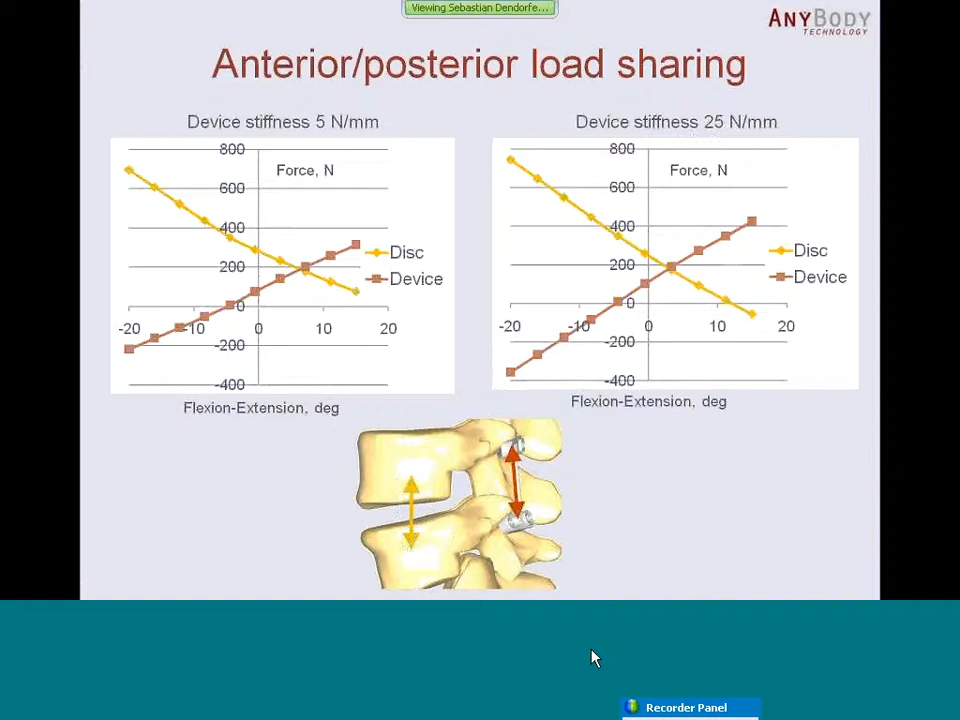 Viewing Sebastian Dendorfe...
ANYBODY
TECHNOLOGY
Anterior/posterior load sharing
Device stiffness 5 N/mm
800
600
400
200
0
-200
-400
Force, N
-20 -10 0 10 20
Disc
Device
Flexion-Extension, deg
Device stiffness 25 N/mm
800
600
400
200
0
-200
-400
Force, N
-20 -10 0 10 20
Disc
Device
Flexion-Extension, deg
Recorder Panel